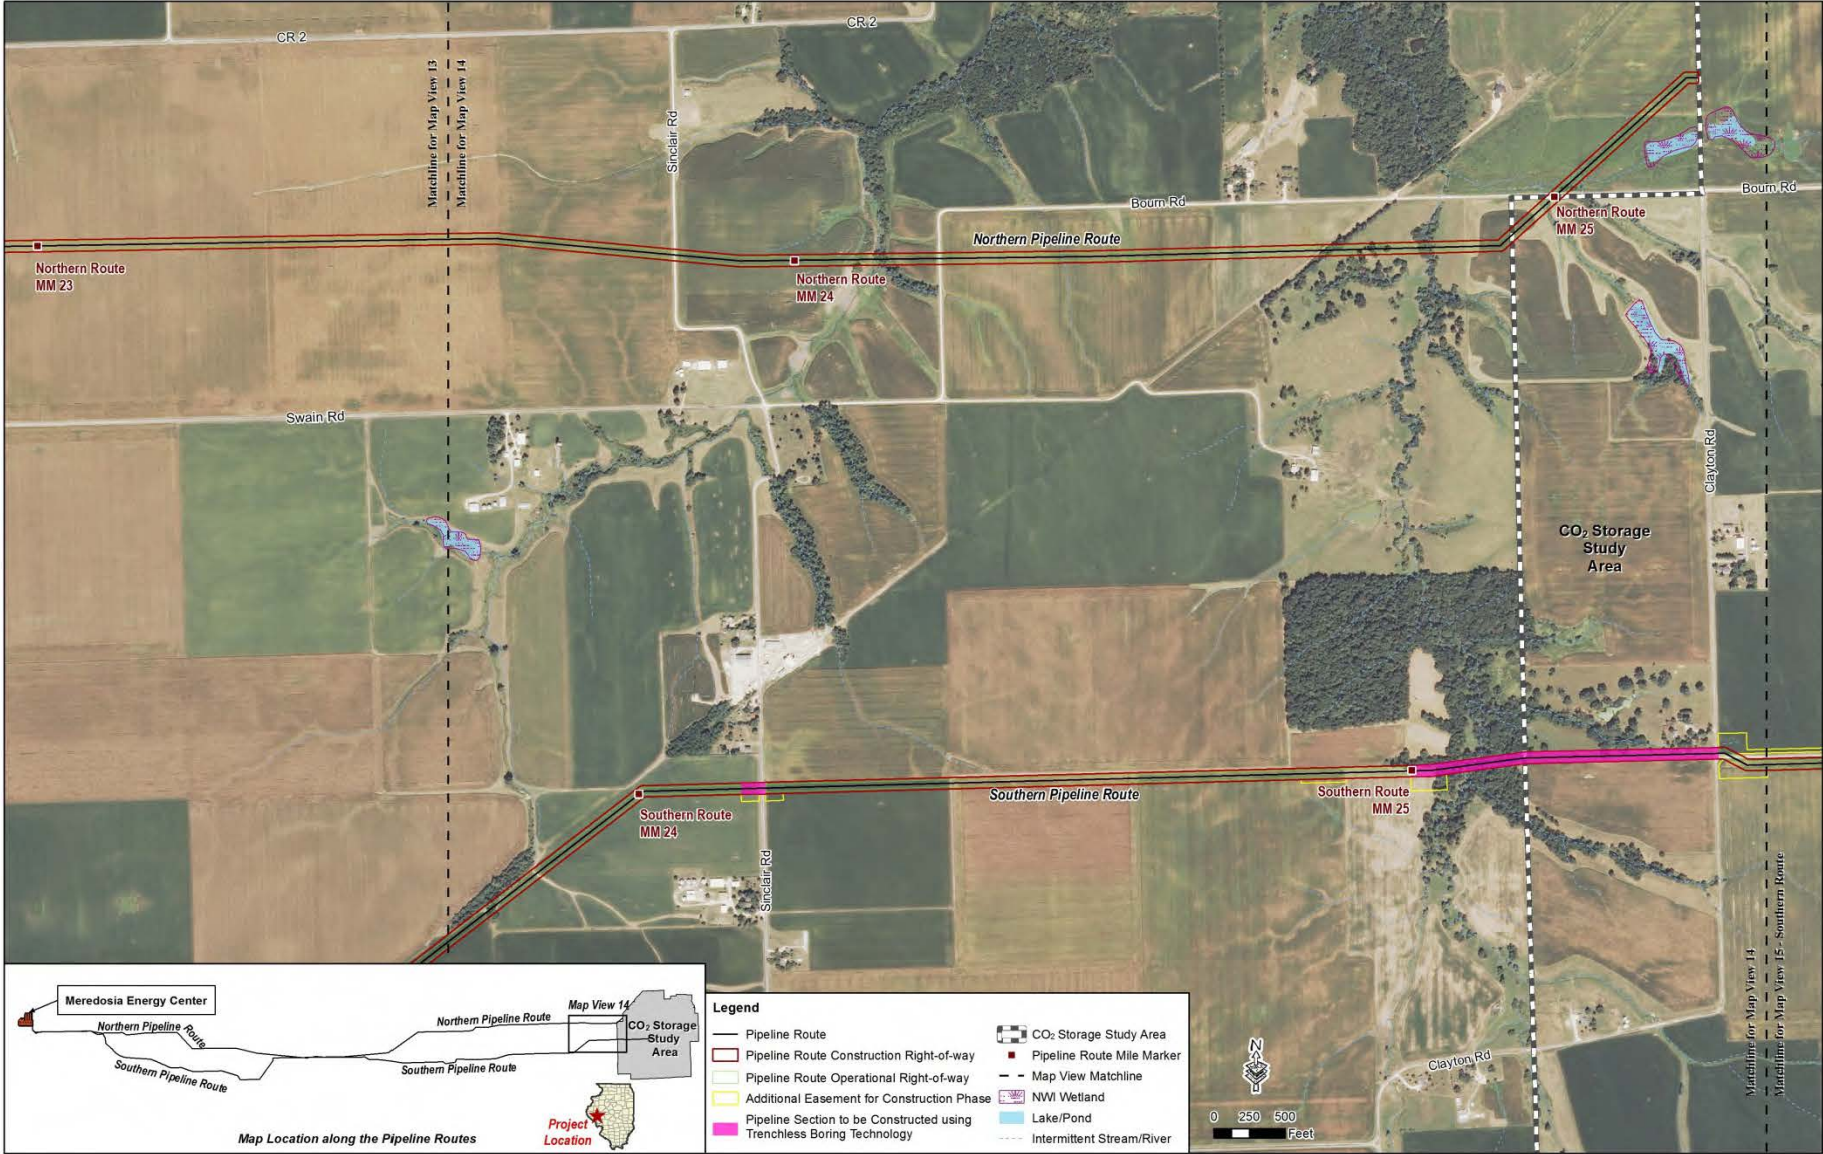 CR 2
CR 2
Matchline for Map View 13
Matchline for Map View 14
Sinclair Rd
Bourn Rd
Bourn Rd
Northern Route
MM 25
Northern Pipeline Route
Northern Route
MM 23
Northern Route
MM 24
Swain Rd
Clayton Rd
CO₂ Storage
Study
Area
Southern Pipeline Route
Southern Route
MM 25
Southern Route
MM 24
Sinclair Rd
Matchline for Map View 14
Matchline for Map View 15 - Southern Route
Clayton Rd
Meredosia Energy Center
Northern Pipeline Route
Southern Pipeline Route
Northern Pipeline Route
Southern Pipeline Route
Map View 14
CO₂ Storage
Study
Area
Project
Location
Map Location along the Pipeline Routes
Legend
Pipeline Route
Pipeline Route Construction Right-of-way
Pipeline Route Operational Right-of-way
Additional Easement for Construction Phase
Pipeline Section to be Constructed using
Trenchless Boring Technology
CO₂ Storage Study Area
Pipeline Route Mile Marker
Map View Matchline
NWI Wetland
Lake/Pond
Intermittent Stream/River
N
0 250 500
Feet